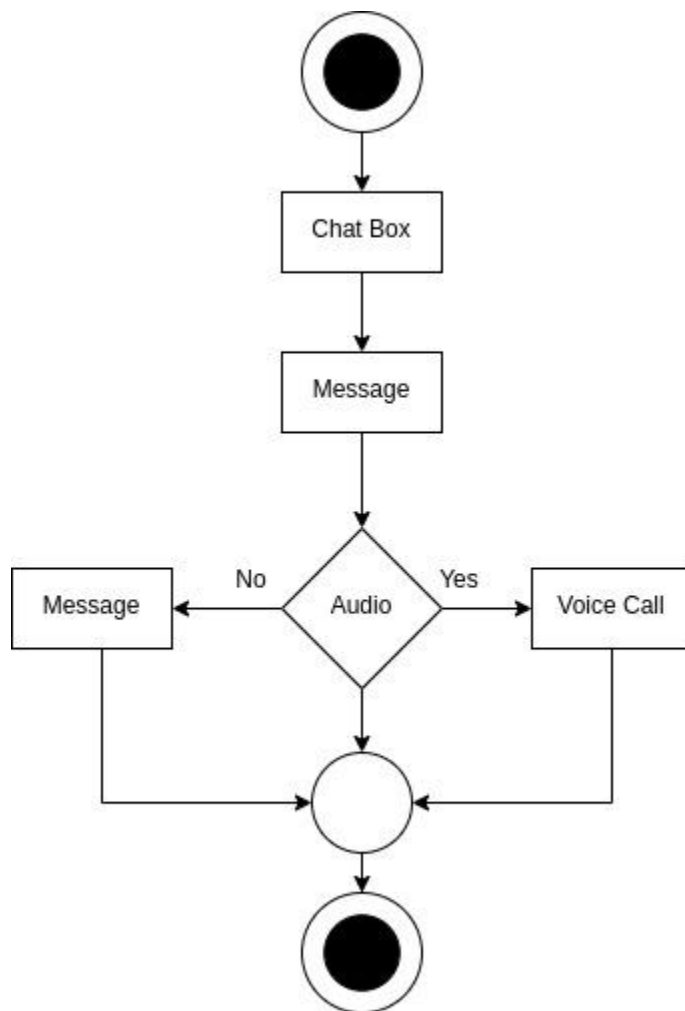 Chat Box
Message
No
Yes
Message
Audio
Voice Call